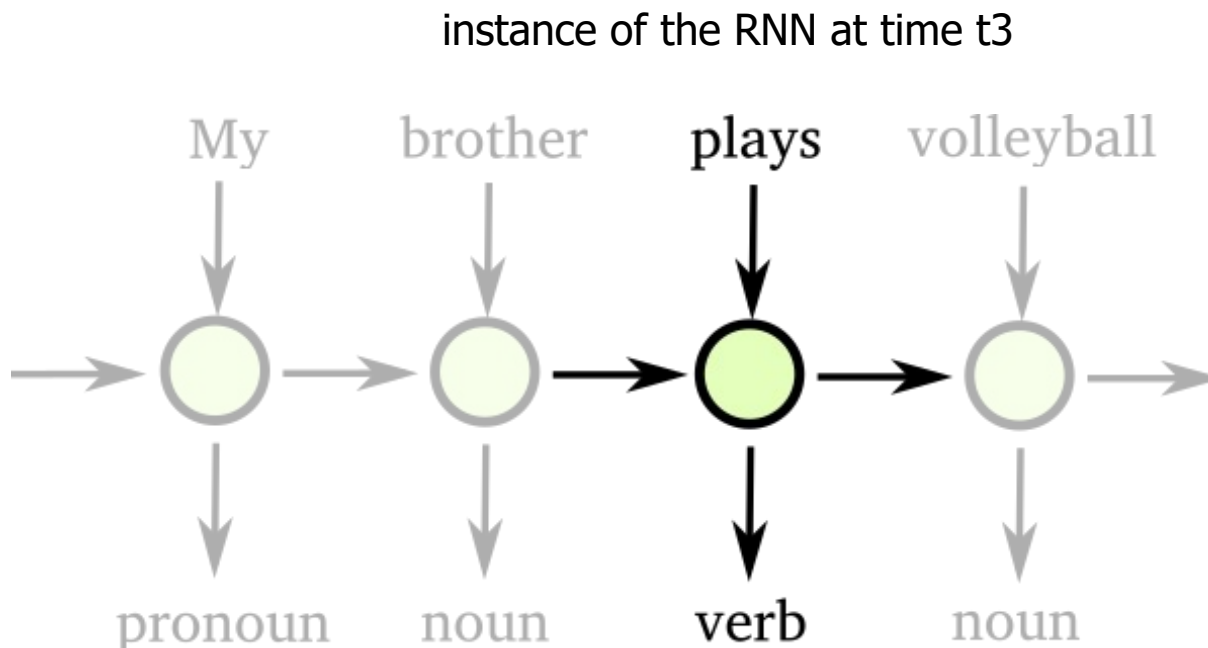 instance of the RNN at time t3
My brother plays volleyball
pronoun noun verb noun